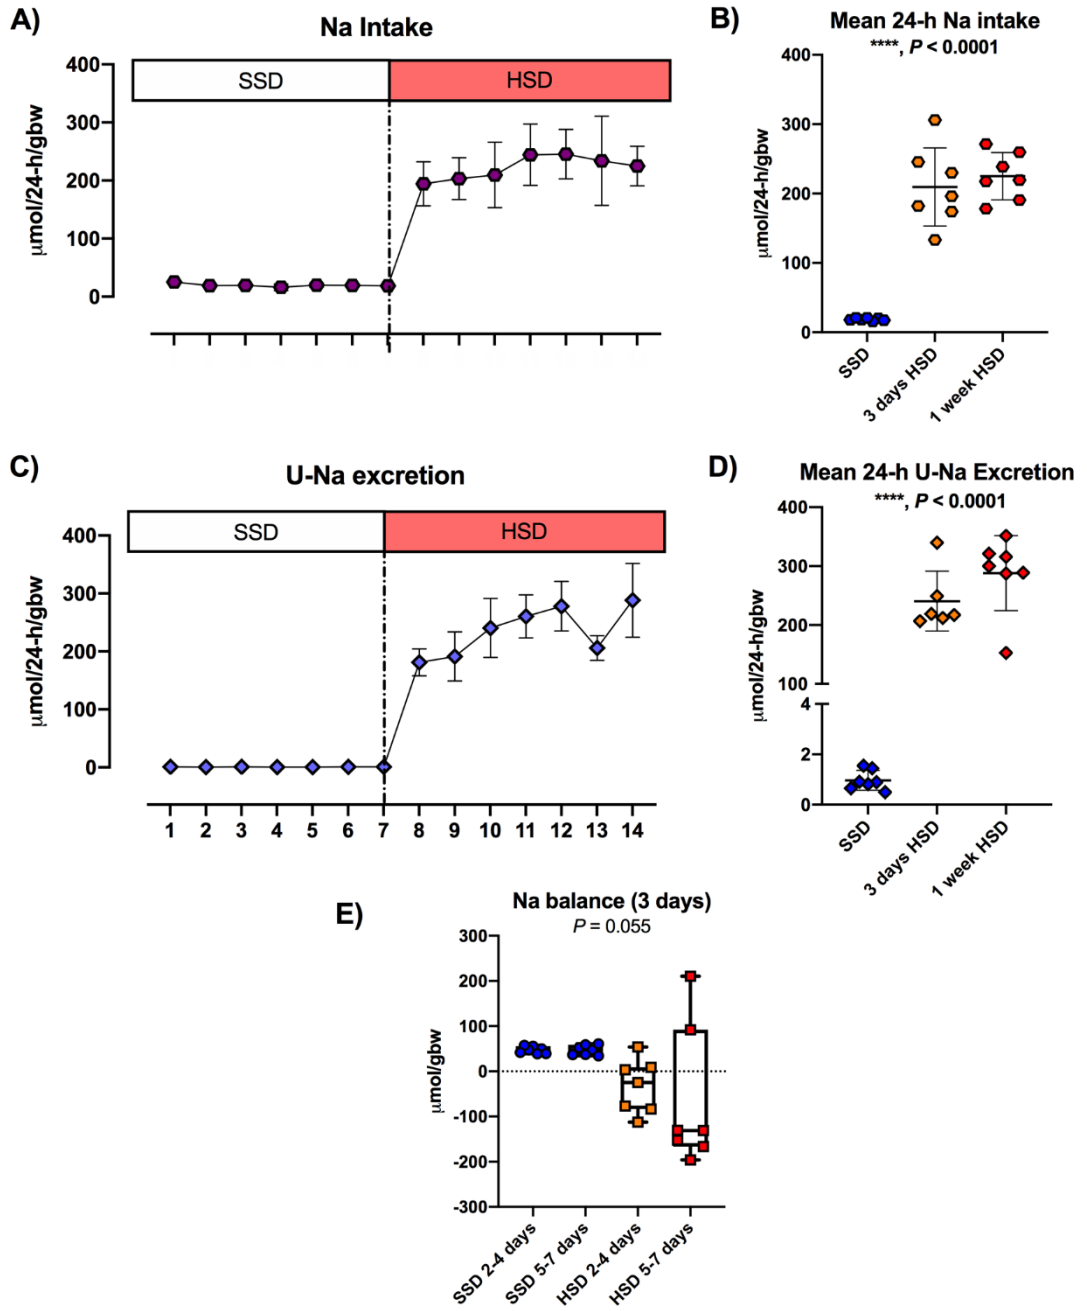 A)
Na Intake
SSD
HSD
μmol/24-h/gbw
400
300
200
100
0
B)
Mean 24-h Na intake
****, P < 0.0001
μmol/24-h/gbw
400
300
200
100
0
SSD
3 days HSD
1 week HSD
C)
U-Na excretion
SSD
HSD
μmol/24-h/gbw
400
300
200
100
0
1 2 3 4 5 6 7 8 9 10 11 12 13 14
D)
Mean 24-h U-Na Excretion
****, P < 0.0001
μmol/24-h/gbw
400
300
200
100
4
2
0
SSD
3 days HSD
1 week HSD
E)
Na balance (3 days)
P = 0.055
μmol/gbw
300
200
100
0
-100
-200
-300
SSD 2-4 days
SSD 5-7 days
HSD 2-4 days
HSD 5-7 days